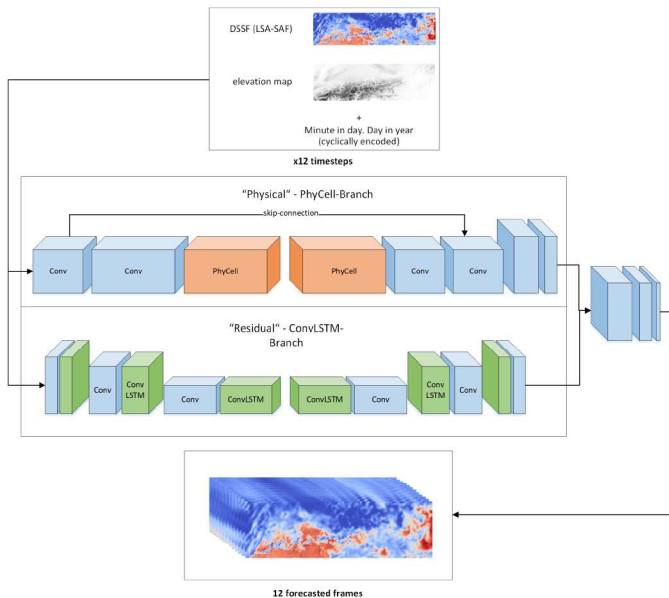 DSSF (LSA-SAF)
elevation map
+
Minute in day. Day in year
(cyclically encoded)
x12 timesteps
“Physical“ - PhyCell-Branch
skip-connection
Conv
Conv
PhyCell
PhyCell
Conv
Conv
“Residual“ - ConvLSTM-
Branch
Conv
Conv
LSTM
Conv
ConvLSTM
ConvLSTM
Conv
Conv
LSTM
Conv
12 forecasted frames